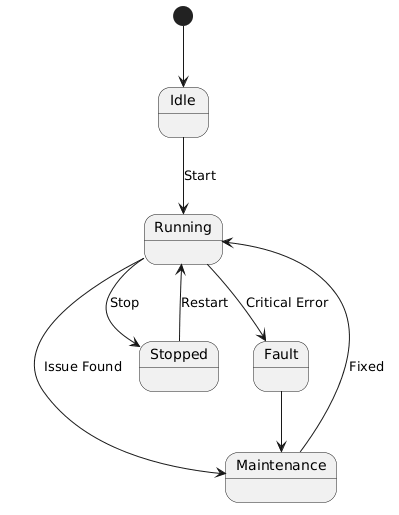 Idle
Start
Running
Stop
Restart
Critical Error
Stopped
Fault
Issue Found
Fixed
Maintenance